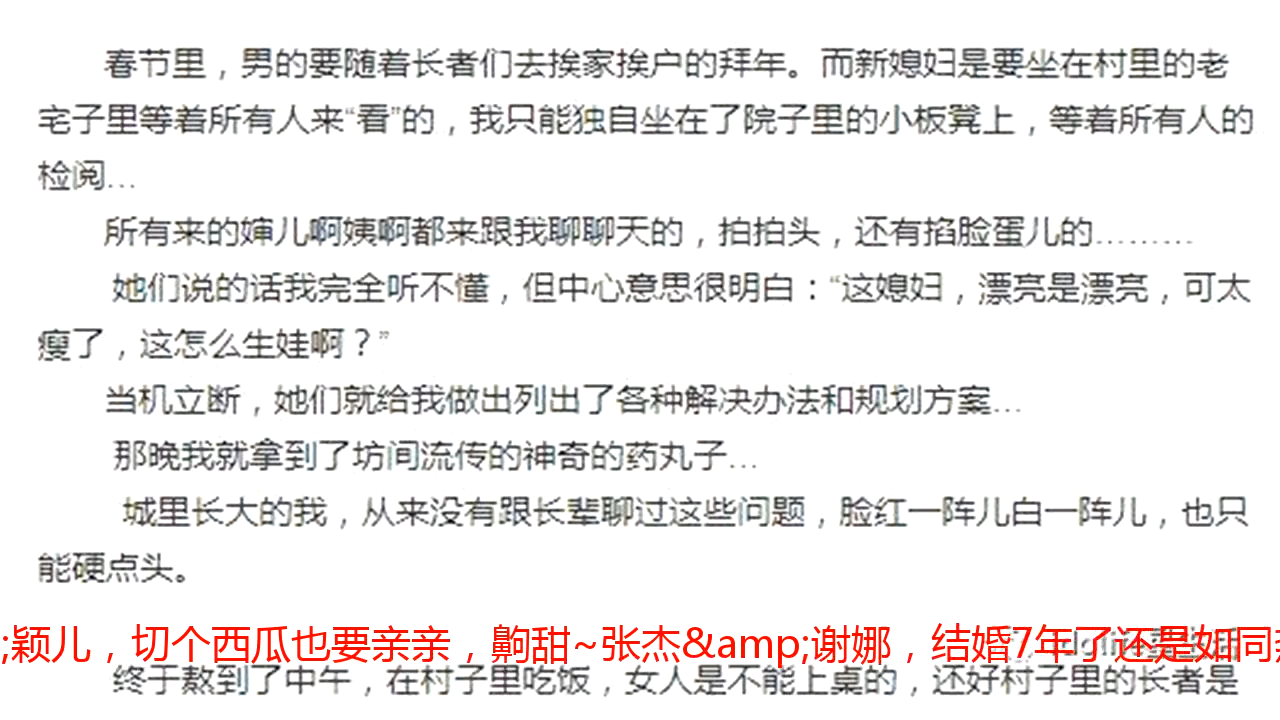 春节里，男的要随着长者们去挨家挨户的拜年。而新媳妇是要坐在村里的老
宅子里等着所有人来“看”的，我只能独自坐在了院子里的小板凳上，等着所有人的
检阅...
所有来的婶儿啊姨啊都来跟我聊聊天的，拍拍头，还有掐脸蛋儿的.........
她们说的话我完全听不懂，但中心意思很明白：“这媳妇，漂亮是漂亮，可太
瘦了，这怎么生娃啊？”
当机立断，她们就给我做出列出了各种解决办法和规划方案...
那晚我就拿到了坊间流传的神奇的药丸子...
城里长大的我，从来没有跟长辈聊过这些问题，脸红一阵儿白一阵儿，也只
能硬点头。
;颖儿，切个西瓜也要亲亲，齁甜~张杰&amp;谢娜，结婚7年了还是如同
终于熬到了中午，在村子里吃饭，女人是不能上桌的，还好村子里的长者是